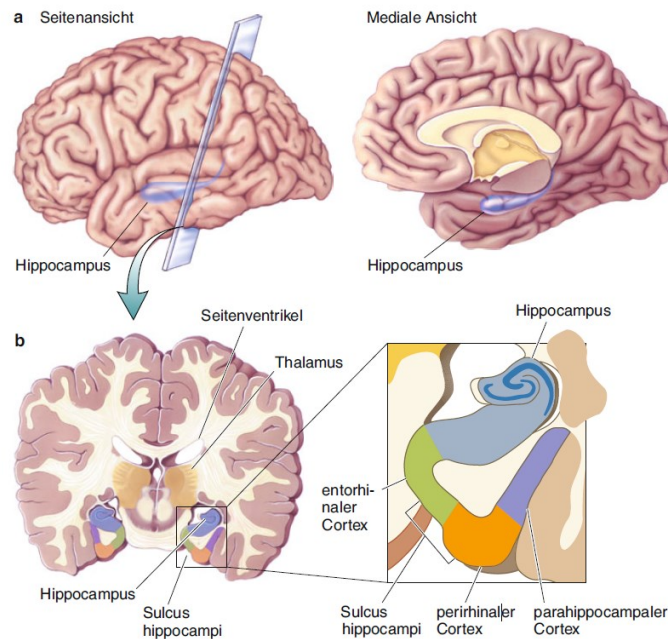 a Seitenansicht
Mediale Ansicht
Hippocampus
Hippocampus
b
Seitenventrikel
Thalamus
Hippocampus
Sulcus
hippocampi
Hippocampus
entorhi-
naler
Cortex
Sulcus
hippocampi
perirhinaler
Cortex
parahippocampaler
Cortex